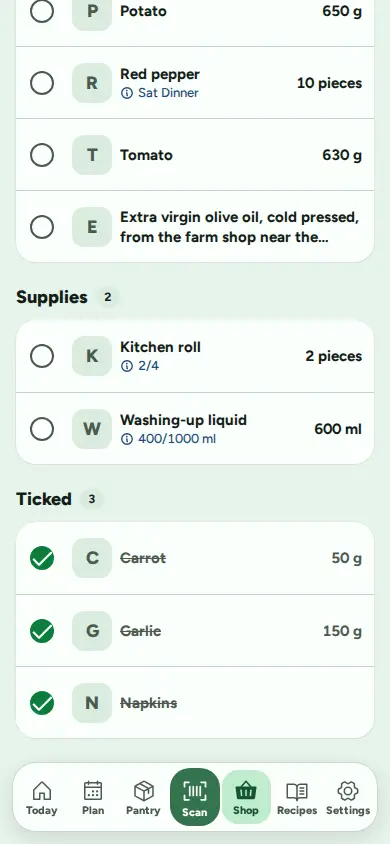 P Potato 650 g
R Red pepper 10 pieces
Sat Dinner
T Tomato 630 g
E Extra virgin olive oil, cold pressed,
from the farm shop near the...
Supplies 2
K Kitchen roll 2 pieces
2/4
W Washing-up liquid 600 ml
400/1000 ml
Ticked 3
C Carrot 50 g
G Garlic 150 g
N Napkins
Today Plan Pantry Scan Shop Recipes Settings